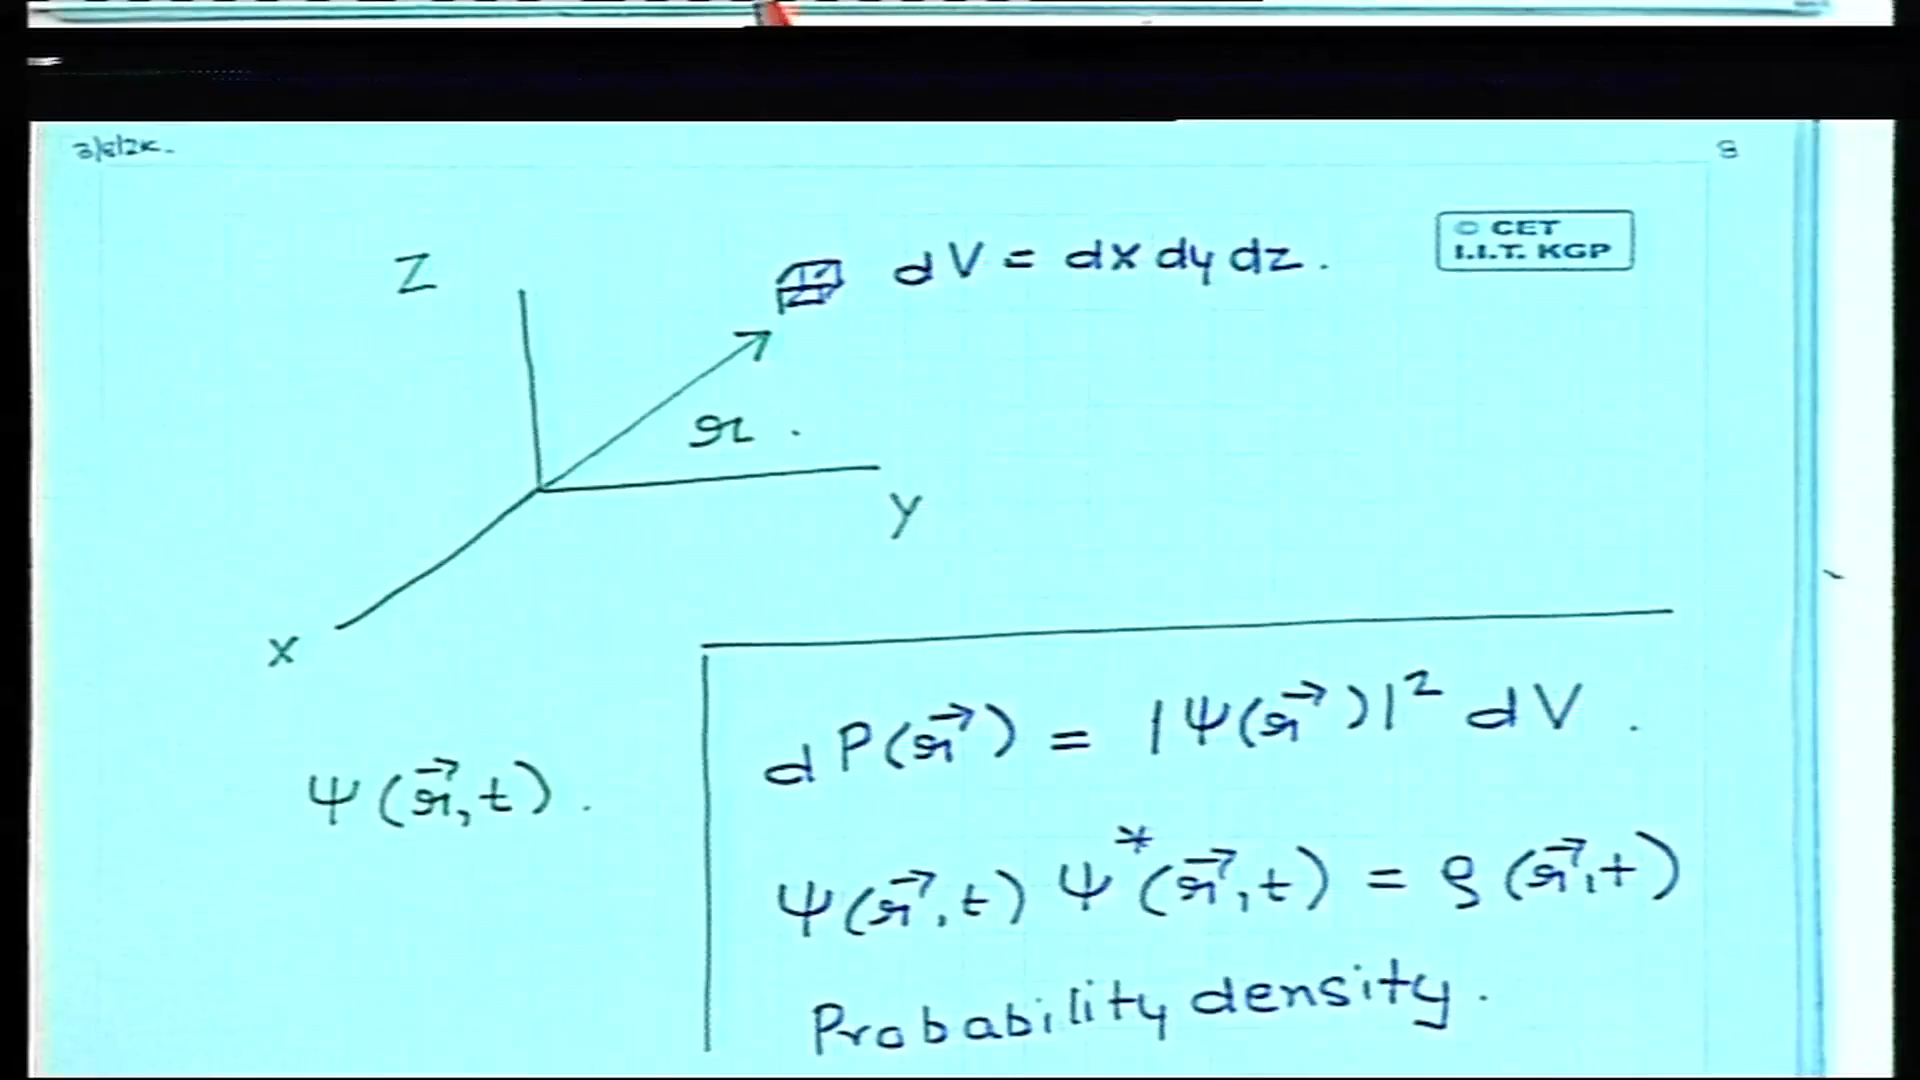 3/8/2K.
8
© CET
I.I.T. KGP
Z
dV = dx dy dz.
r.
y
x
ψ(r⃗,t).
dP(r⃗) = |ψ(r⃗)|² dV.
ψ(r⃗,t) ψ*(r⃗,t) = ρ(r⃗,t)
Probability density.